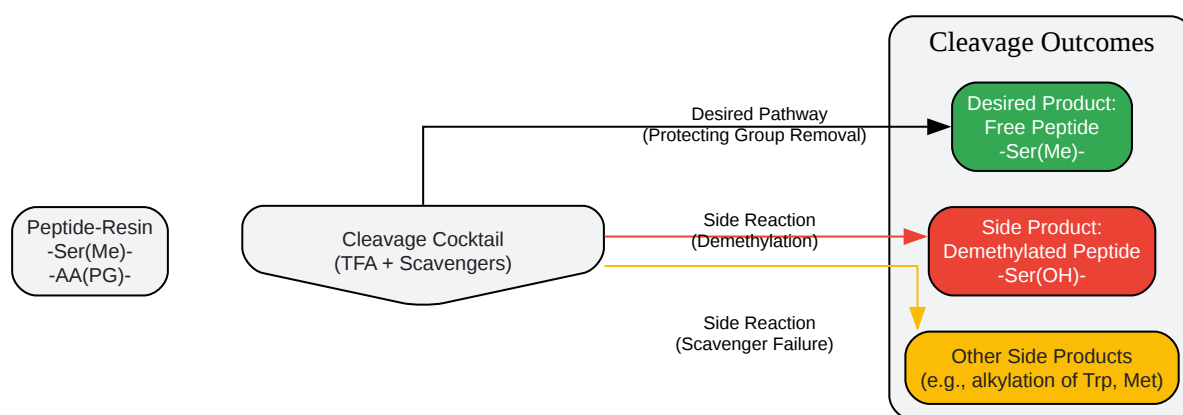 Peptide-Resin
-Ser(Me)-
-AA(PG)-
Cleavage Cocktail
(TFA + Scavengers)
Desired Pathway
(Protecting Group Removal)
Side Reaction
(Demethylation)
Side Reaction
(Scavenger Failure)
Cleavage Outcomes
Desired Product:
Free Peptide
-Ser(Me)-
Side Product:
Demethylated Peptide
-Ser(OH)-
Other Side Products
(e.g., alkylation of Trp, Met)